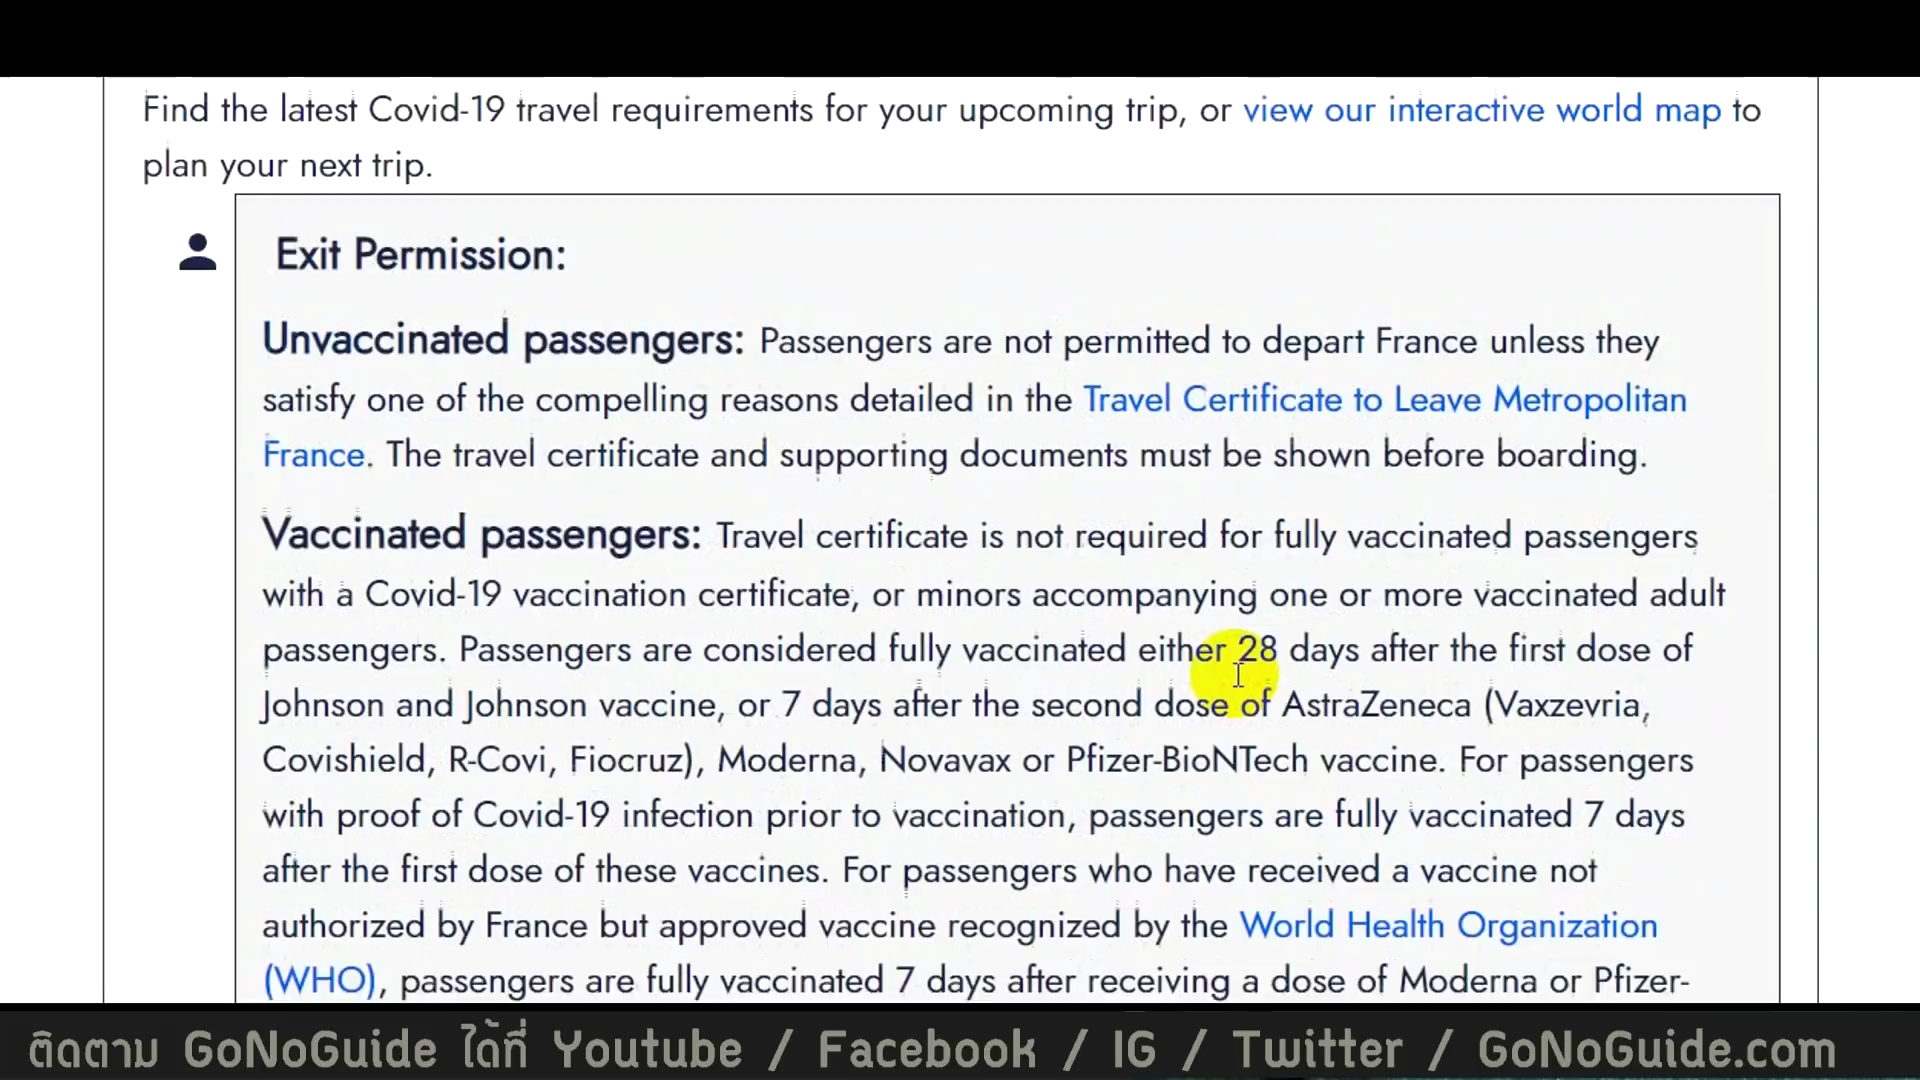 Find the latest Covid-19 travel requirements for your upcoming trip, or view our interactive world map to
plan your next trip.
Exit Permission:
Unvaccinated passengers: Passengers are not permitted to depart France unless they
satisfy one of the compelling reasons detailed in the Travel Certificate to Leave Metropolitan
France. The travel certificate and supporting documents must be shown before boarding.
Vaccinated passengers: Travel certificate is not required for fully vaccinated passengers
with a Covid-19 vaccination certificate, or minors accompanying one or more vaccinated adult
passengers. Passengers are considered fully vaccinated either 28 days after the first dose of
Johnson and Johnson vaccine, or 7 days after the second dose of AstraZeneca (Vaxzevria,
Covishield, R-Covi, Fiocruz), Moderna, Novavax or Pfizer-BioNTech vaccine. For passengers
with proof of Covid-19 infection prior to vaccination, passengers are fully vaccinated 7 days
after the first dose of these vaccines. For passengers who have received a vaccine not
authorized by France but approved vaccine recognized by the World Health Organization
(WHO), passengers are fully vaccinated 7 days after receiving a dose of Moderna or Pfizer-
ติดตาม GoNoGuide ได้ที่ Youtube / Facebook / IG / Twitter / GoNoGuide.com